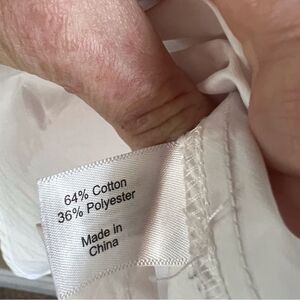 64% Cotton
36% Polyester
Made in
China